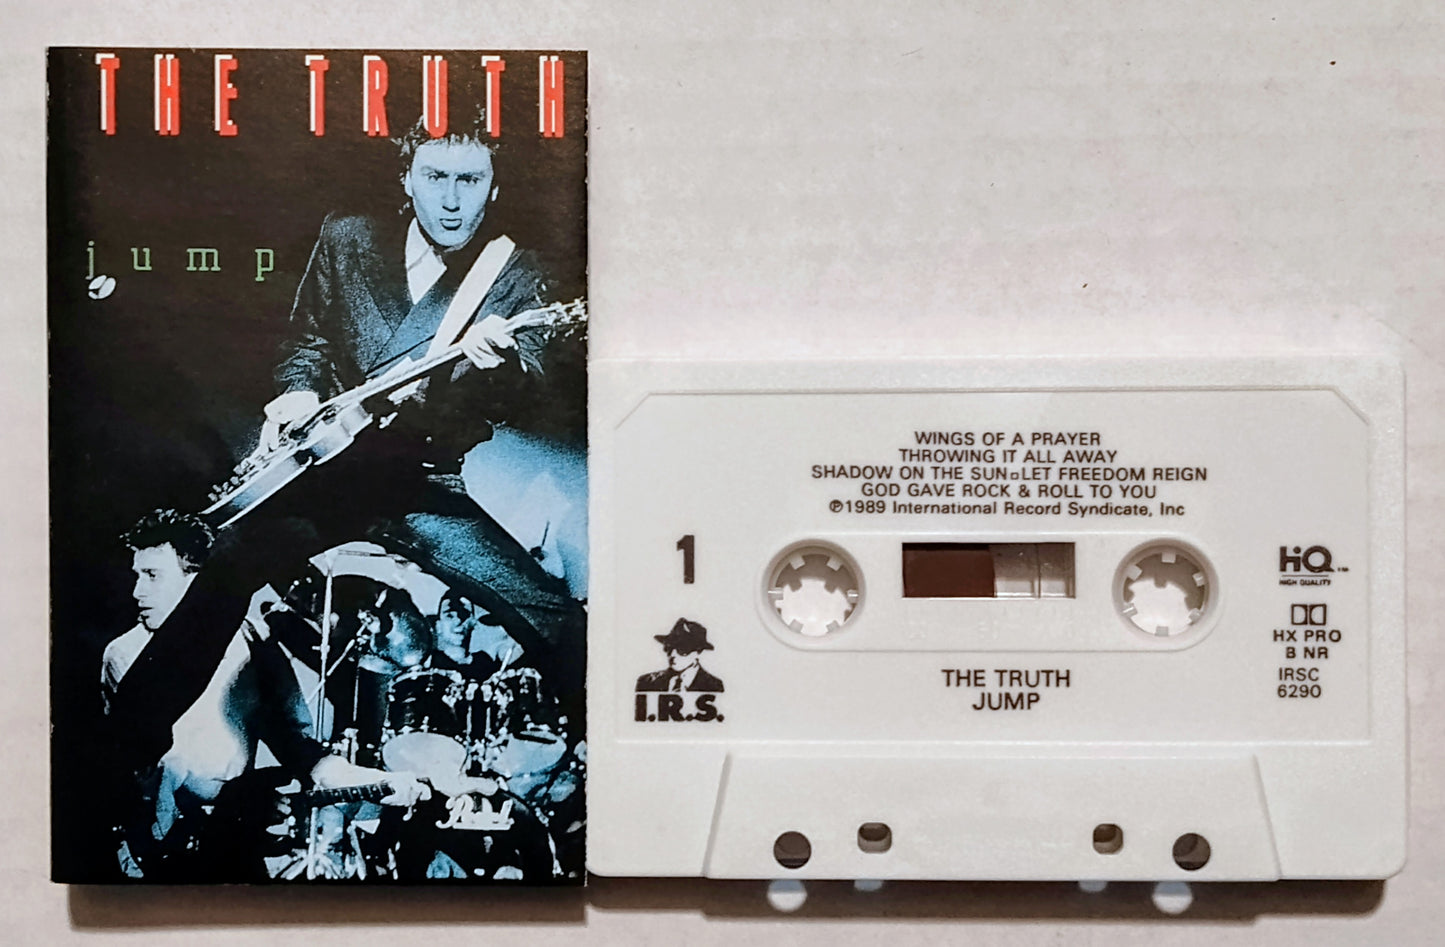 THE TRUTH
jump
Pearl
WINGS OF A PRAYER
THROWING IT ALL AWAY
SHADOW ON THE SUN▫LET FREEDOM REIGN
GOD GAVE ROCK & ROLL TO YOU
℗1989 International Record Syndicate, Inc
1
I.R.S.
THE TRUTH
JUMP
HiQ™
HIGH QUALITY
HX PRO
B NR
IRSC
6290